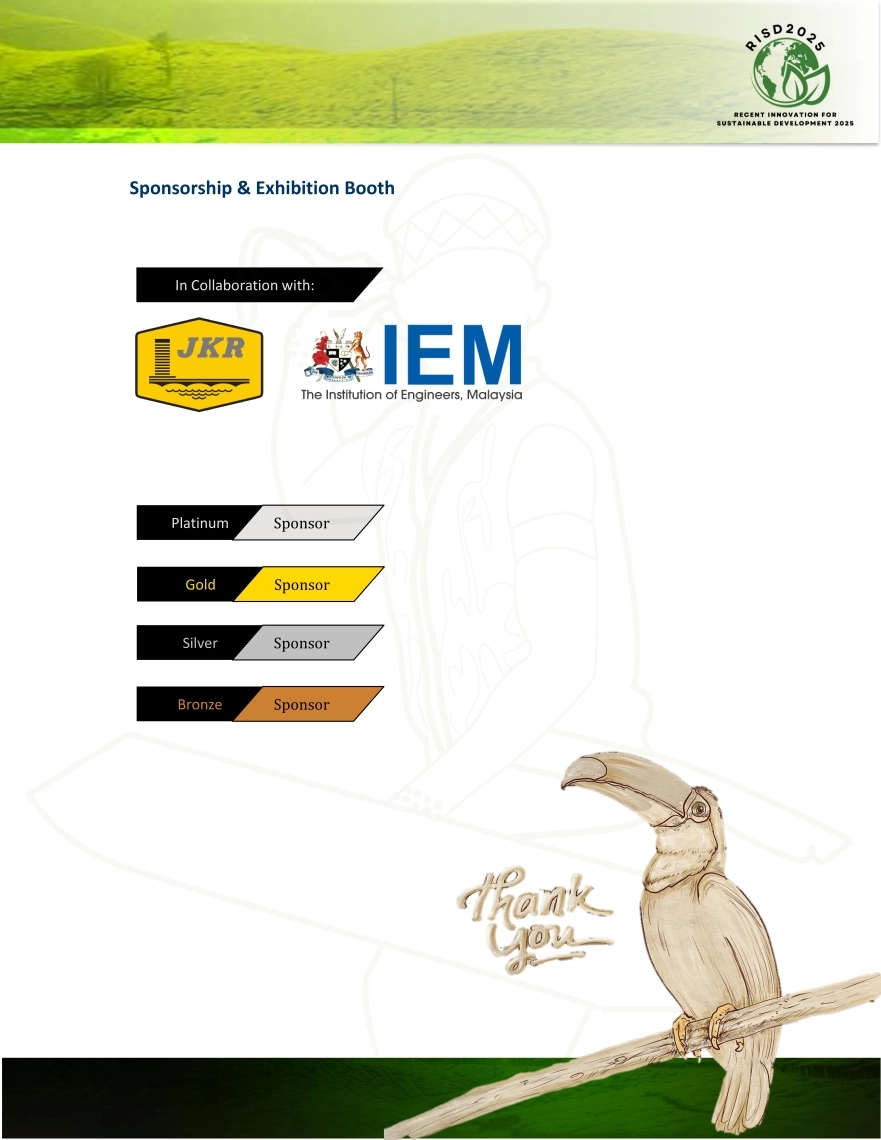 RISD2025
RECENT INNOVATION FOR
SUSTAINABLE DEVELOPMENT 2025
Sponsorship & Exhibition Booth
In Collaboration with:
JKR
IEM
The Institution of Engineers, Malaysia
Platinum Sponsor
Gold Sponsor
Silver Sponsor
Bronze Sponsor
Thank
you